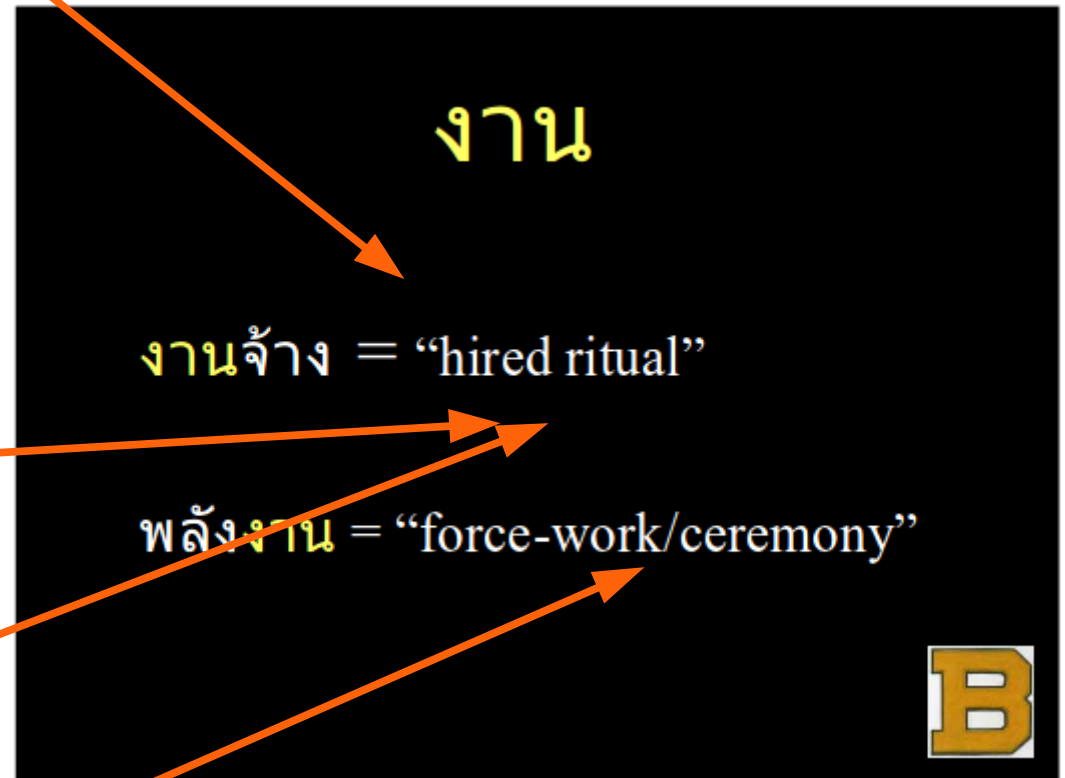 งาน
งานจ้าง = “hired ritual”
พลังงาน = “force-work/ceremony”
B